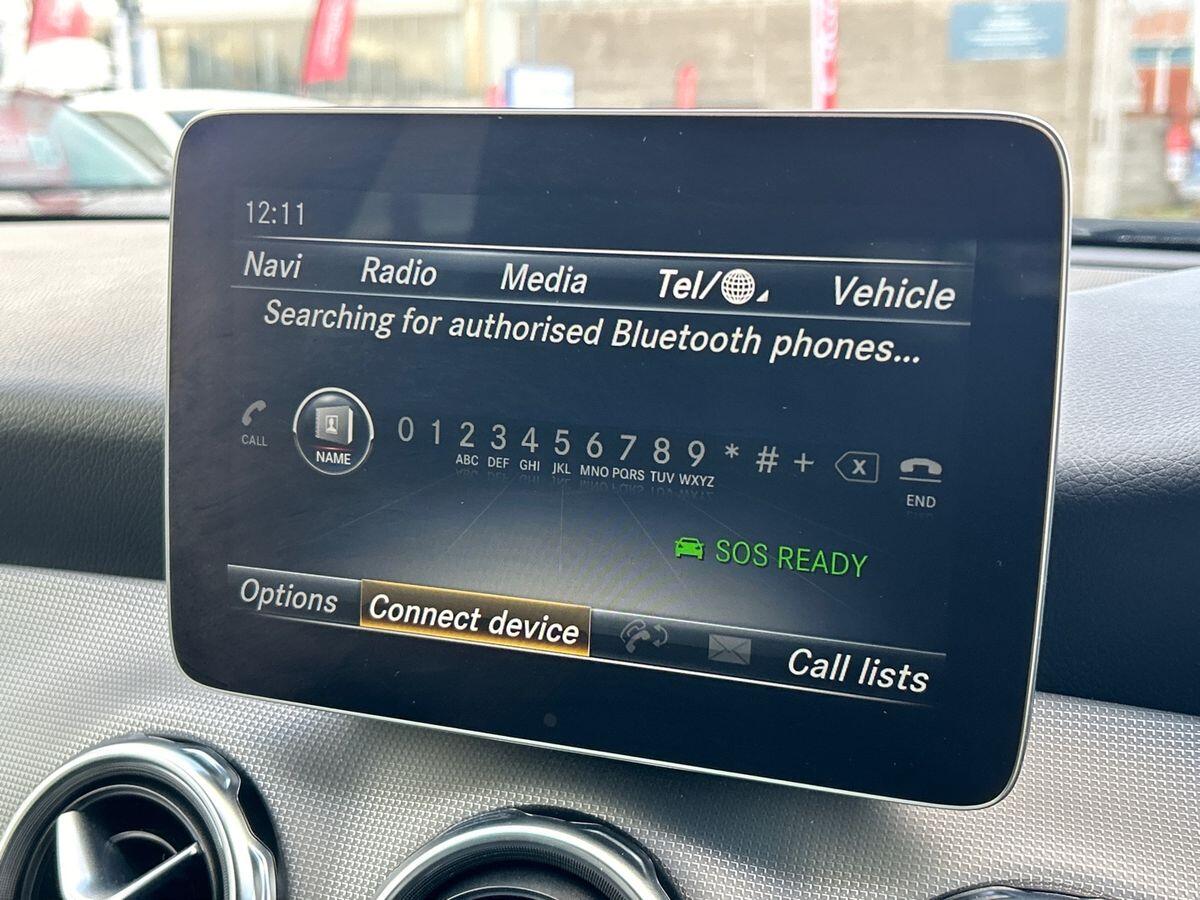 12:11
Navi Radio Media Tel/ Vehicle
Searching for authorised Bluetooth phones...
CALL NAME 0 1 2 3 4 5 6 7 8 9 * # + X END
ABC DEF GHI JKL MNO PQRS TUV WXYZ
SOS READY
Options Connect device Call lists